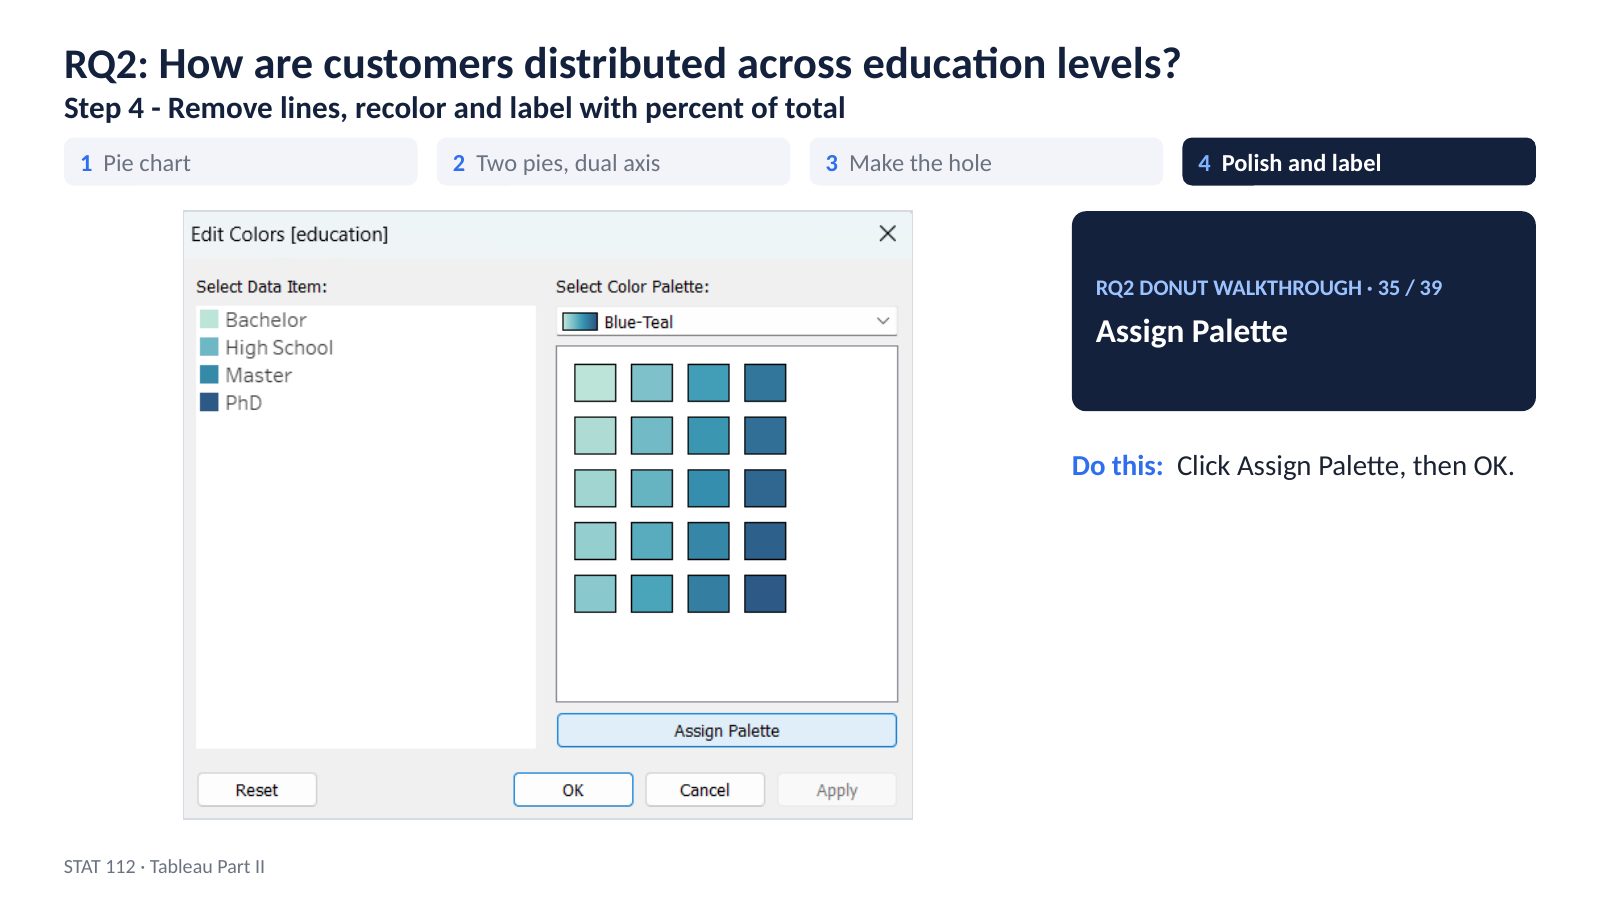 RQ2: How are customers distributed across education levels?
Step 4 - Remove lines, recolor and label with percent of total
1 Pie chart
2 Two pies, dual axis
3 Make the hole
4 Polish and label
Edit Colors [education]
Select Data Item:
Bachelor
High School
Master
PhD
Select Color Palette:
Blue-Teal
Assign Palette
Reset
OK
Cancel
Apply
RQ2 DONUT WALKTHROUGH · 35 / 39
Assign Palette
Do this: Click Assign Palette, then OK.
STAT 112 · Tableau Part II